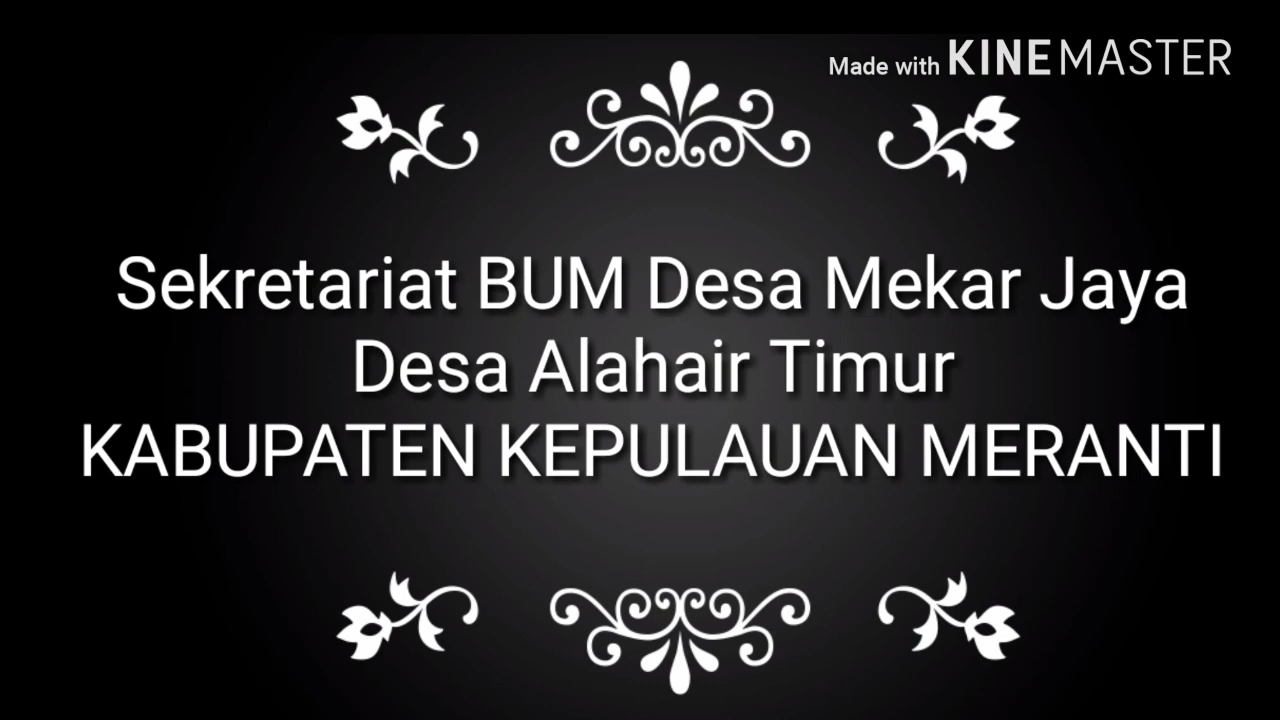 Made with KINEMASTER
Sekretariat BUM Desa Mekar Jaya
Desa Alahair Timur
KABUPATEN KEPULAUAN MERANTI